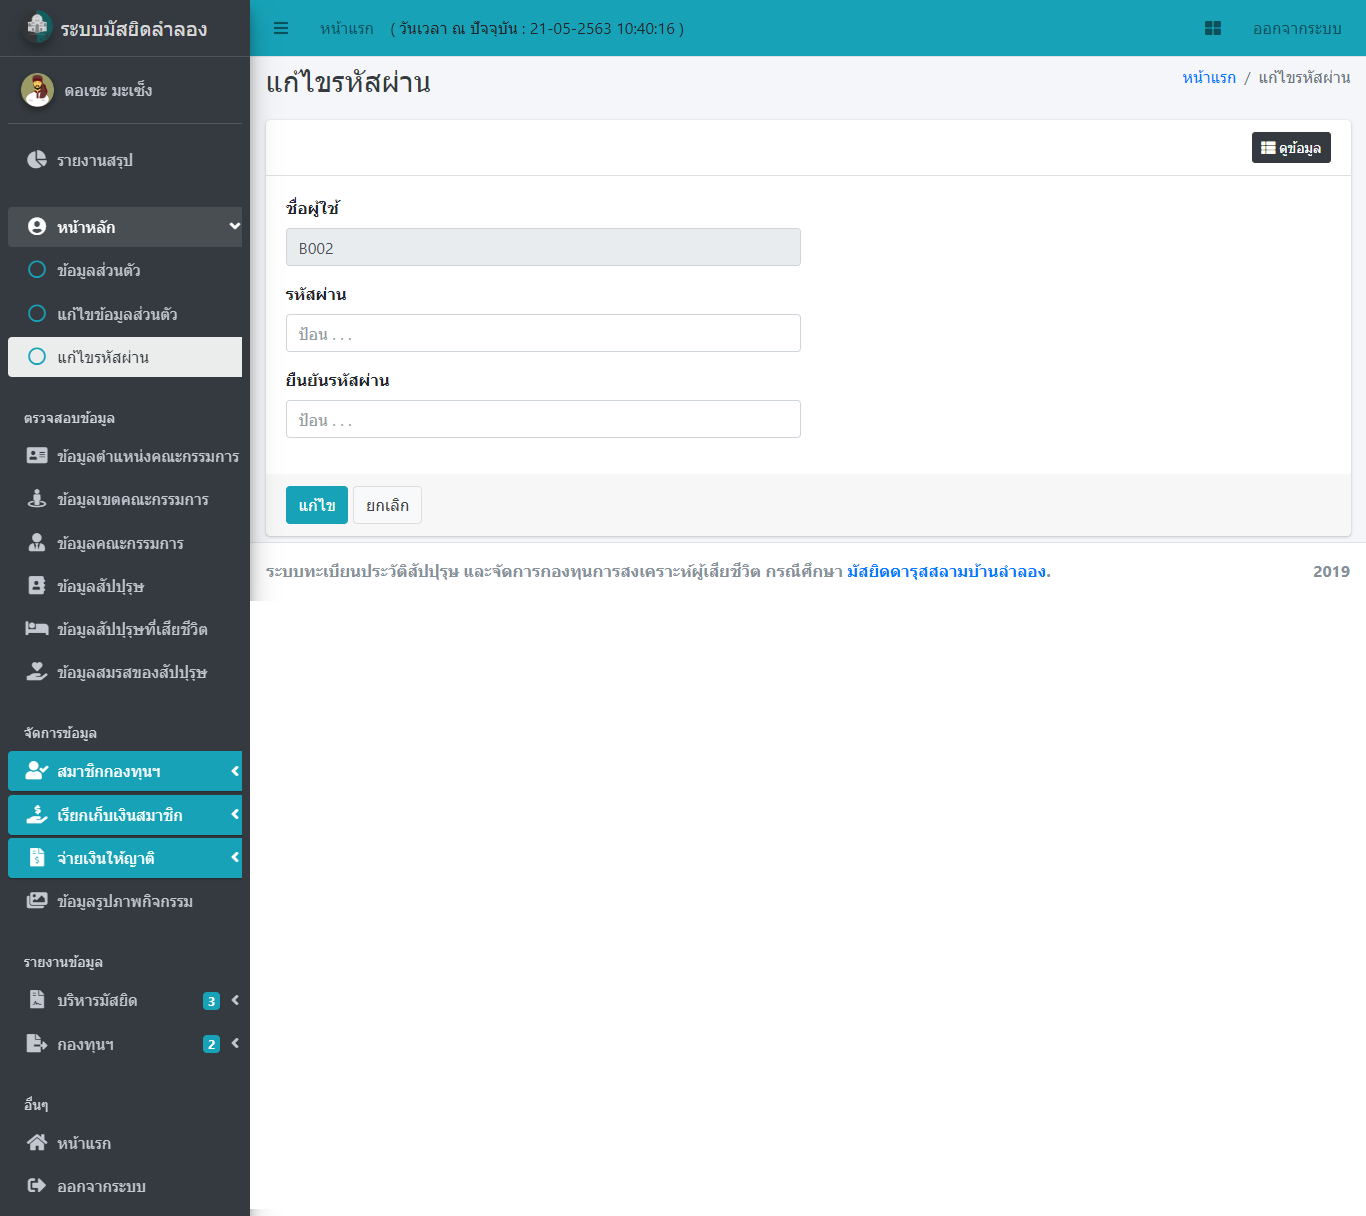 ระบบมัสยิดลำลอง
ดอเซะ มะเซ็ง
รายงานสรุป
หน้าหลัก
ข้อมูลส่วนตัว
แก้ไขข้อมูลส่วนตัว
แก้ไขรหัสผ่าน
ตรวจสอบข้อมูล
ข้อมูลตำแหน่งคณะกรรมการ
ข้อมูลเขตคณะกรรมการ
ข้อมูลคณะกรรมการ
ข้อมูลสัปปุรุษ
ข้อมูลสัปปุรุษที่เสียชีวิต
ข้อมูลสมรสของสัปปุรุษ
จัดการข้อมูล
สมาชิกกองทุนฯ
เรียกเก็บเงินสมาชิก
จ่ายเงินให้ญาติ
ข้อมูลรูปภาพกิจกรรม
รายงานข้อมูล
บริหารมัสยิด 3
กองทุนฯ 2
อื่นๆ
หน้าแรก
ออกจากระบบ
หน้าแรก ( วันเวลา ณ ปัจจุบัน : 21-05-2563 10:40:16 ) ออกจากระบบ
แก้ไขรหัสผ่าน
หน้าแรก / แก้ไขรหัสผ่าน
ดูข้อมูล
ชื่อผู้ใช้
B002
รหัสผ่าน
ป้อน . . .
ยืนยันรหัสผ่าน
ป้อน . . .
แก้ไข ยกเลิก
ระบบทะเบียนประวัติสัปปุรุษ และจัดการกองทุนการสงเคราะห์ผู้เสียชีวิต กรณีศึกษา มัสยิดดารุสสลามบ้านลำลอง. 2019